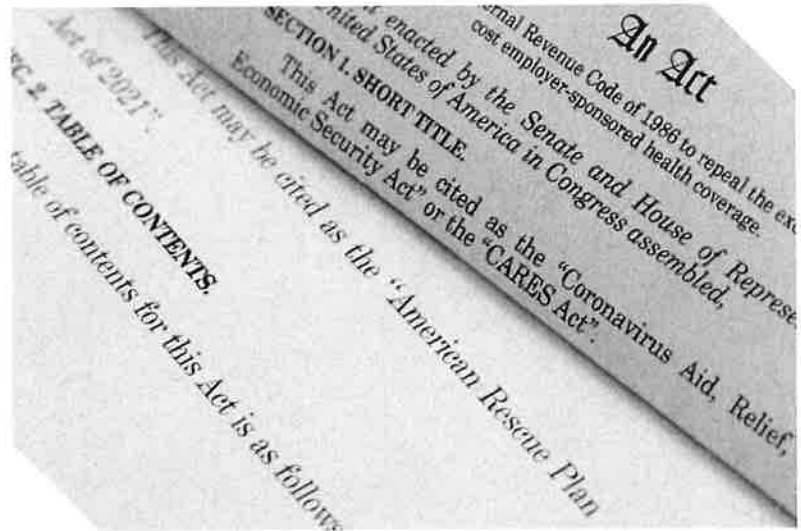 An Act
ernal Revenue Code of 1986 to repeal the exc
cost employer-sponsored health coverage.
is enacted by the Senate and House of Represe
United States of America in Congress assembled,
SECTION 1. SHORT TITLE.
This Act may be cited as the "Coronavirus Aid, Relief,
Economic Security Act" or the "CARES Act".
This Act may be cited as the "American Rescue Plan
Act of 2021".
C. 2. TABLE OF CONTENTS.
table of contents for this Act is as follows